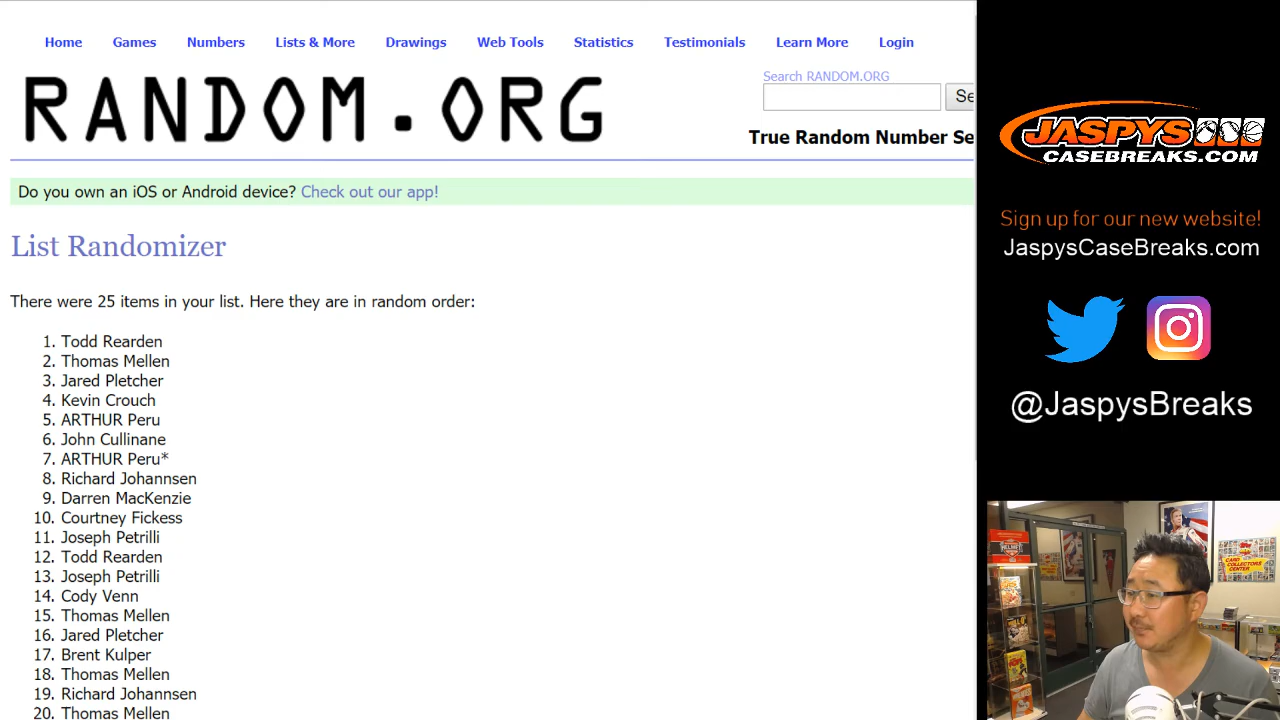 Home Games Numbers Lists & More Drawings Web Tools Statistics Testimonials Learn More Login
RANDOM.ORG
Search RANDOM.ORG
Se
True Random Number Se
Do you own an iOS or Android device? Check out our app!
List Randomizer
There were 25 items in your list. Here they are in random order:
1. Todd Rearden
2. Thomas Mellen
3. Jared Pletcher
4. Kevin Crouch
5. ARTHUR Peru
6. John Cullinane
7. ARTHUR Peru*
8. Richard Johannsen
9. Darren MacKenzie
10. Courtney Fickess
11. Joseph Petrilli
12. Todd Rearden
13. Joseph Petrilli
14. Cody Venn
15. Thomas Mellen
16. Jared Pletcher
17. Brent Kulper
18. Thomas Mellen
19. Richard Johannsen
20. Thomas Mellen
JASPYS
CASEBREAKS.COM
Sign up for our new website!
JaspysCaseBreaks.com
@JaspysBreaks
CARD
COLLECTORS
CENTER